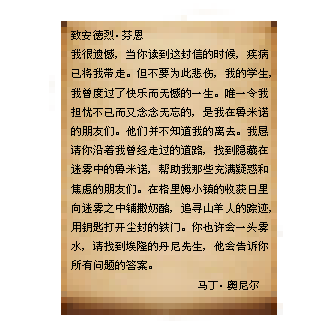 致安德烈·芬恩
我很遗憾，当你读到这封信的时候，疾病
已将我带走。但不要为此悲伤，我的学生，
我曾度过了快乐而无憾的一生。唯一令我
担忧不已而又念念无忘的，是我在鲁米诺
的朋友们。他们并不知道我的离去。我恳
请你沿着我曾经走过的道路，找到隐藏在
迷雾中的鲁米诺，帮助我那些充满疑惑和
焦虑的朋友们。在格里姆小镇的收获日里
向迷雾之中铺撒奶酪，追寻山羊人的踪迹，
用钥匙打开尘封的铁门。你也许会一头雾
水，请找到埃隆的丹尼先生，他会告诉你
所有问题的答案。
马丁·奥尼尔